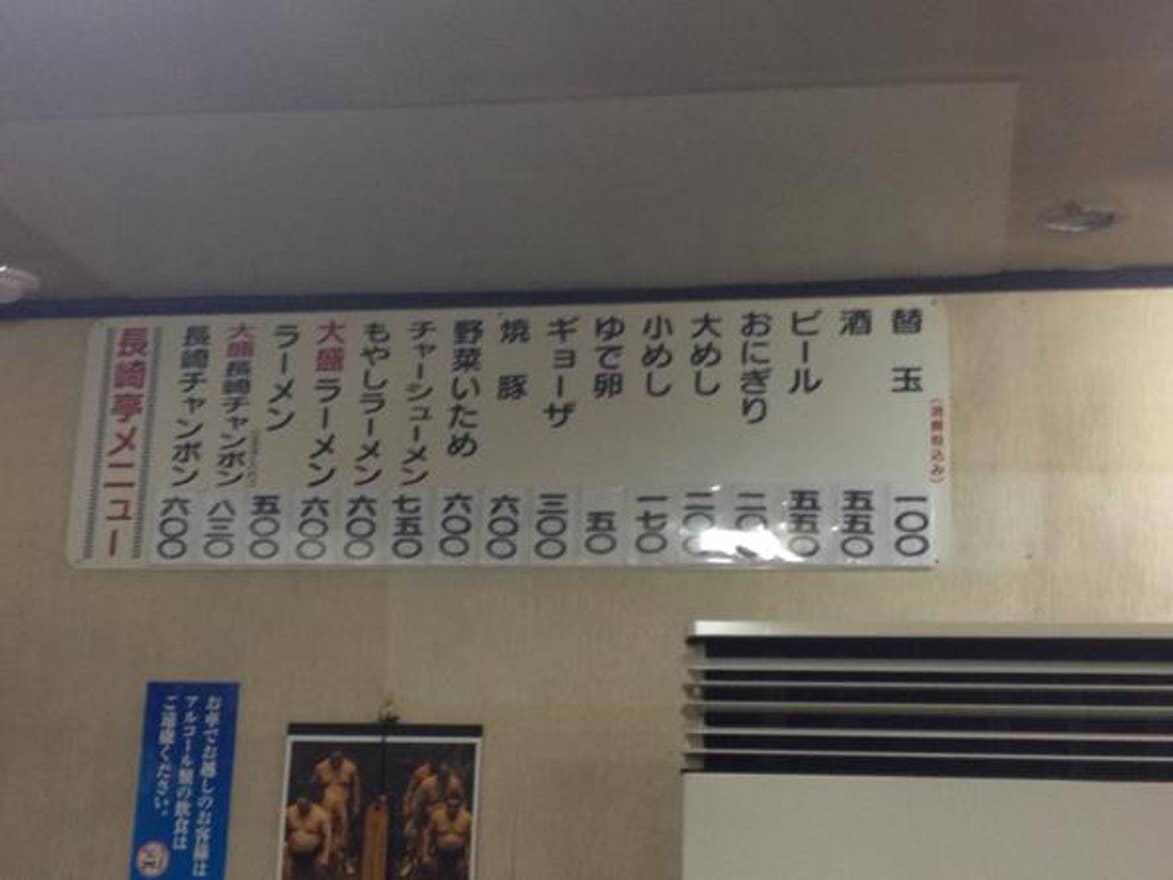 替玉 一〇〇
酒 五五〇
ビール 五五〇
おにぎり
大めし
小めし 一七〇
ゆで卵 五〇
ギョーザ 三〇〇
焼豚 六〇〇
野菜いため 六〇〇
チャーシューメン 七五〇
もやしラーメン 六〇〇
大盛ラーメン 六〇〇
ラーメン 五〇〇
大盛長崎チャンポン 八三〇
長崎チャンポン 六〇〇
長崎亭メニュー
(消費税込み)
お車でお越しのお客様は
アルコール類の飲食は
ご遠慮ください。